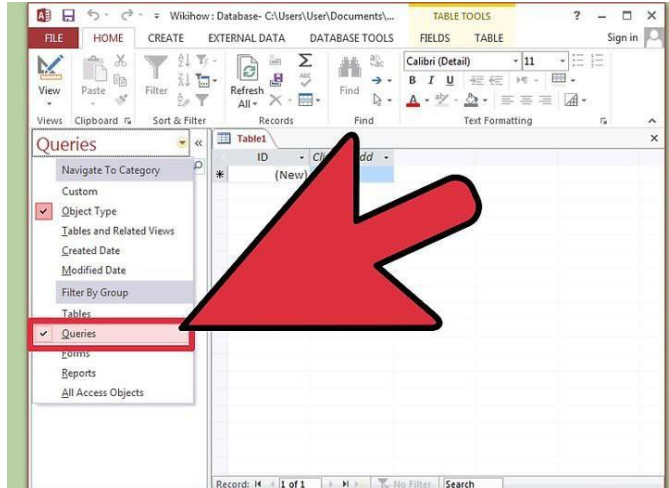 Wikihow : Database- C:\Users\User\Documents\...
TABLE TOOLS
?
FILE HOME CREATE EXTERNAL DATA DATABASE TOOLS FIELDS TABLE Sign in
View
Paste
Filter
Refresh
All
Find
Calibri (Detail) 11
B I U
A
Views Clipboard Sort & Filter Records Find Text Formatting
Queries «
Table1
Navigate To Category
Custom
Object Type
Tables and Related Views
Created Date
Modified Date
Filter By Group
Tables
Queries
Forms
Reports
All Access Objects
ID
(New)
Record: 1 of 1 No Filter Search